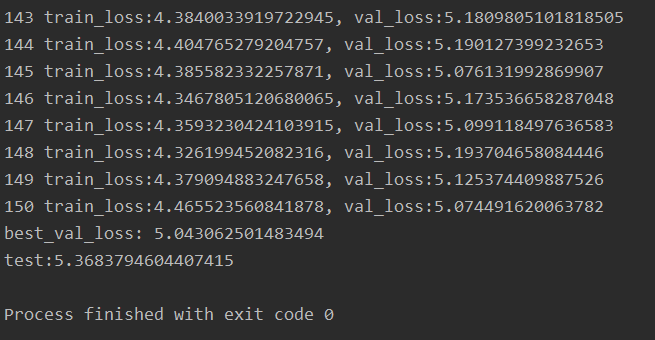 143 train_loss:4.3840033919722945, val_loss:5.1809805101818505
144 train_loss:4.404765279204757, val_loss:5.190127399232653
145 train_loss:4.385582332257871, val_loss:5.076131992869907
146 train_loss:4.3467805120680065, val_loss:5.173536658287048
147 train_loss:4.3593230424103915, val_loss:5.099118497636583
148 train_loss:4.326199452082316, val_loss:5.193704658084446
149 train_loss:4.379094883247658, val_loss:5.125374409887526
150 train_loss:4.465523560841878, val_loss:5.074491620063782
best_val_loss: 5.043062501483494
test:5.3683794604407415
Process finished with exit code 0